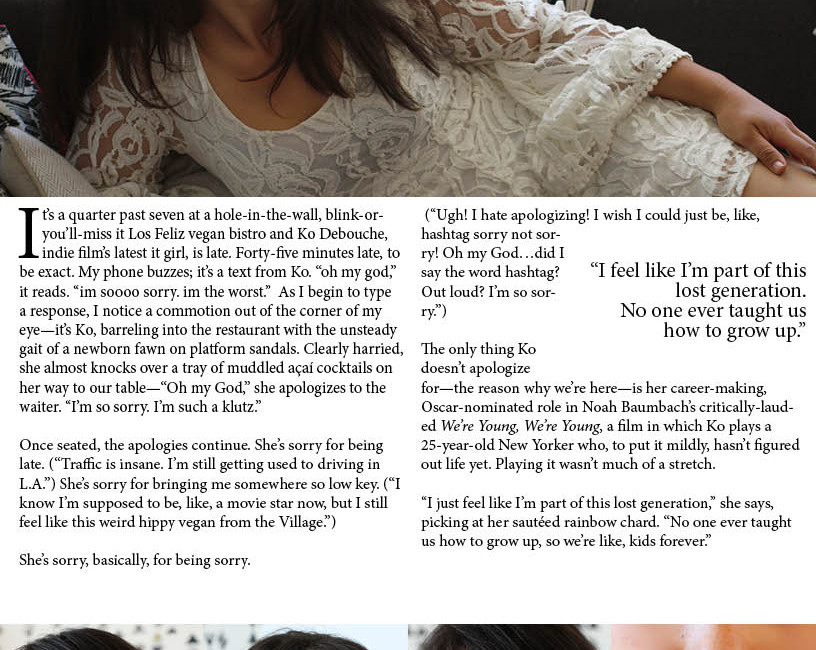 It's a quarter past seven at a hole-in-the-wall, blink-or-
you'll-miss it Los Feliz vegan bistro and Ko Debouche,
indie film's latest it girl, is late. Forty-five minutes late, to
be exact. My phone buzzes; it's a text from Ko. “oh my god,”
it reads. “im soooo sorry. im the worst.”  As I begin to type
a response, I notice a commotion out of the corner of my
eye—it's Ko, barreling into the restaurant with the unsteady
gait of a newborn fawn on platform sandals. Clearly harried,
she almost knocks over a tray of muddled açaí cocktails on
her way to our table—“Oh my God,” she apologizes to the
waiter. “I'm so sorry. I'm such a klutz.”
Once seated, the apologies continue. She's sorry for being
late. (“Traffic is insane. I'm still getting used to driving in
L.A.”) She's sorry for bringing me somewhere so low key. (“I
know I'm supposed to be, like, a movie star now, but I still
feel like this weird hippy vegan from the Village.”)
She's sorry, basically, for being sorry.
(“Ugh! I hate apologizing! I wish I could just be, like,
hashtag sorry not sor-
ry! Oh my God…did I
say the word hashtag?
Out loud? I'm so sor-
ry.”)
“I feel like I'm part of this
lost generation.
No one ever taught us
how to grow up.”
The only thing Ko
doesn't apologize
for—the reason why we're here—is her career-making,
Oscar-nominated role in Noah Baumbach's critically-laud-
ed We're Young, We're Young, a film in which Ko plays a
25-year-old New Yorker who, to put it mildly, hasn't figured
out life yet. Playing it wasn't much of a stretch.
“I just feel like I'm part of this lost generation,” she says,
picking at her sautéed rainbow chard. “No one ever taught
us how to grow up, so we're like, kids forever.”